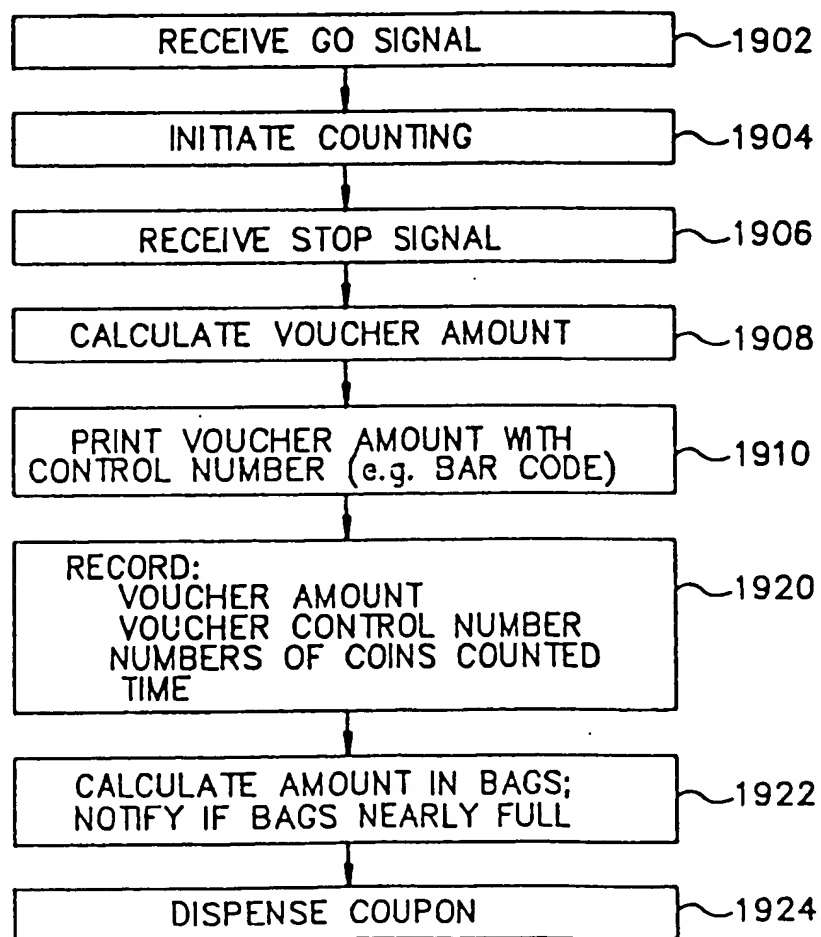 RECEIVE GO SIGNAL 1902
INITIATE COUNTING 1904
RECEIVE STOP SIGNAL 1906
CALCULATE VOUCHER AMOUNT 1908
PRINT VOUCHER AMOUNT WITH
CONTROL NUMBER (e.g. BAR CODE) 1910
RECORD: 1920
VOUCHER AMOUNT
VOUCHER CONTROL NUMBER
NUMBERS OF COINS COUNTED
TIME
CALCULATE AMOUNT IN BAGS; 1922
NOTIFY IF BAGS NEARLY FULL
DISPENSE COUPON 1924